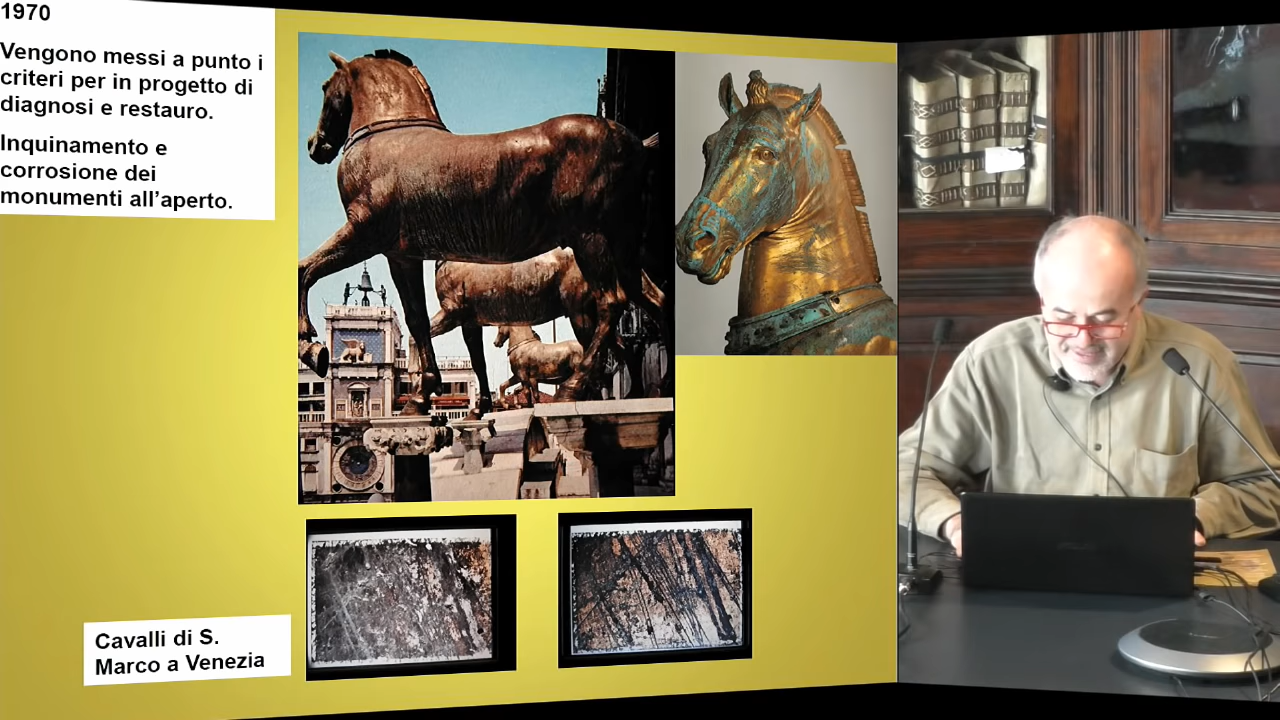 1970
Vengono messi a punto i
criteri per in progetto di
diagnosi e restauro.
Inquinamento e
corrosione dei
monumenti all'aperto.
Cavalli di S.
Marco a Venezia